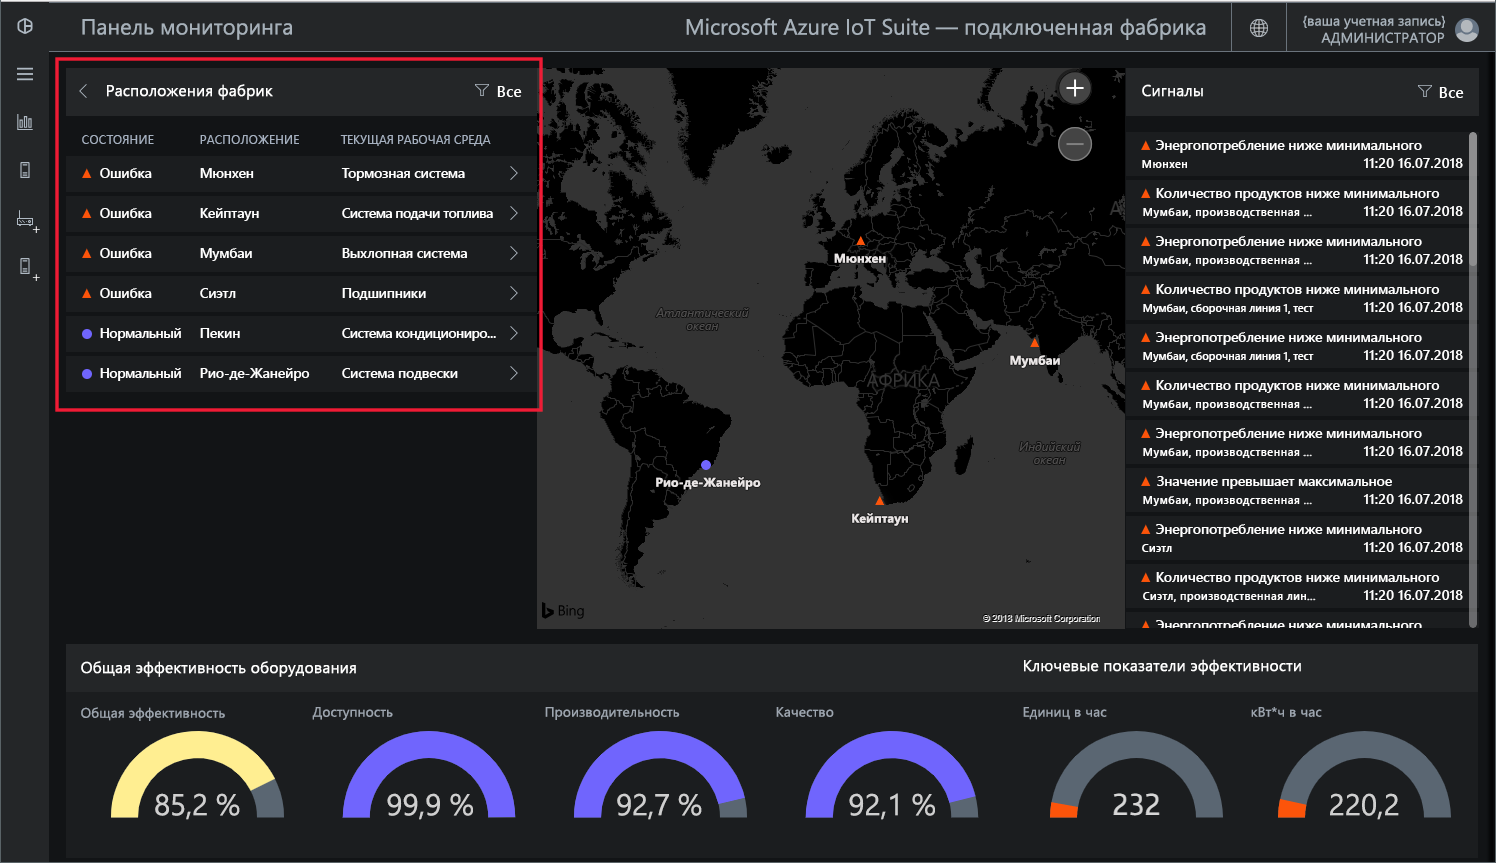 Панель мониторинга
Microsoft Azure IoT Suite — подключенная фабрика
{ваша учетная запись}
АДМИНИСТРАТОР
Расположения фабрик
Все
СОСТОЯНИЕ РАСПОЛОЖЕНИЕ ТЕКУЩАЯ РАБОЧАЯ СРЕДА
Ошибка Мюнхен Тормозная система
Ошибка Кейптаун Система подачи топлива
Ошибка Мумбаи Выхлопная система
Ошибка Сиэтл Подшипники
Нормальный Пекин Система кондициониро...
Нормальный Рио-де-Жанейро Система подвески
Атлантический
океан
Мюнхен
Мумбаи
АФРИКА
Индийский
океан
Рио-де-Жанейро
Кейптаун
Bing
© 2018 Microsoft Corporation
Сигналы
Все
Энергопотребление ниже минимального
Мюнхен 11:20 16.07.2018
Количество продуктов ниже минимального
Мумбаи, производственная ... 11:20 16.07.2018
Энергопотребление ниже минимального
Мумбаи, производственная ... 11:20 16.07.2018
Количество продуктов ниже минимального
Мумбаи, сборочная линия 1, тест 11:20 16.07.2018
Энергопотребление ниже минимального
Мумбаи, сборочная линия 1, тест 11:20 16.07.2018
Количество продуктов ниже минимального
Мумбаи, производственная ... 11:20 16.07.2018
Энергопотребление ниже минимального
Мумбаи, производственная ... 11:20 16.07.2018
Значение превышает максимальное
Мумбаи, производственная ... 11:20 16.07.2018
Энергопотребление ниже минимального
Сиэтл 11:20 16.07.2018
Количество продуктов ниже минимального
Сиэтл, производственная лин... 11:20 16.07.2018
Энергопотребление ниже минимального
Общая эффективность оборудования
Ключевые показатели эффективности
Общая эффективность
Доступность
Производительность
Качество
Единиц в час
кВт*ч в час
85,2 %
99,9 %
92,7 %
92,1 %
232
220,2